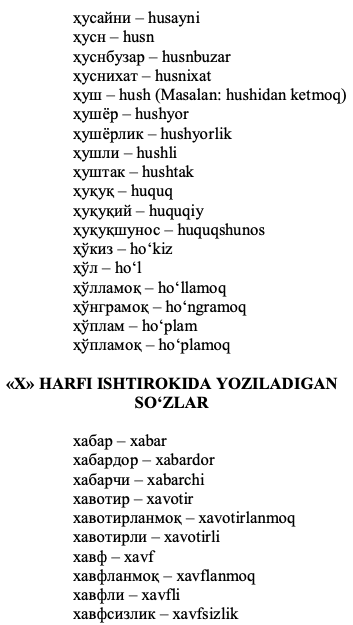 ҳусайни – husayni
ҳусн – husn
ҳуснбузар – husnbuzar
ҳуснихат – husnixat
ҳуш – hush (Masalan: hushidan ketmoq)
ҳушёр – hushyor
ҳушёрлик – hushyorlik
ҳушли – hushli
ҳуштак – hushtak
ҳуқуқ – huquq
ҳуқуқий – huquqiy
ҳуқуқшунос – huquqshunos
ҳўкиз – ho‘kiz
ҳўл – ho‘l
ҳўлламоқ – ho‘llamoq
ҳўнграмоқ – ho‘ngramoq
ҳўплам – ho‘plam
ҳўпламоқ – ho‘plamoq
«X» HARFI ISHTIROKIDA YOZILADIGAN
SO‘ZLAR
хабар – xabar
хабардор – xabardor
хабарчи – xabarchi
хавотир – xavotir
хавотирланмоқ – xavotirlanmoq
хавотирли – xavotirli
хавф – xavf
хавфланмоқ – xavflanmoq
хавфли – xavfli
хавфсизлик – xavfsizlik